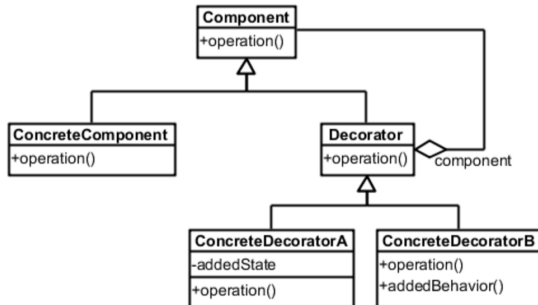 Component
+operation()
ConcreteComponent
+operation()
Decorator
+operation()
component
ConcreteDecoratorA
-addedState
+operation()
ConcreteDecoratorB
+operation()
+addedBehavior()